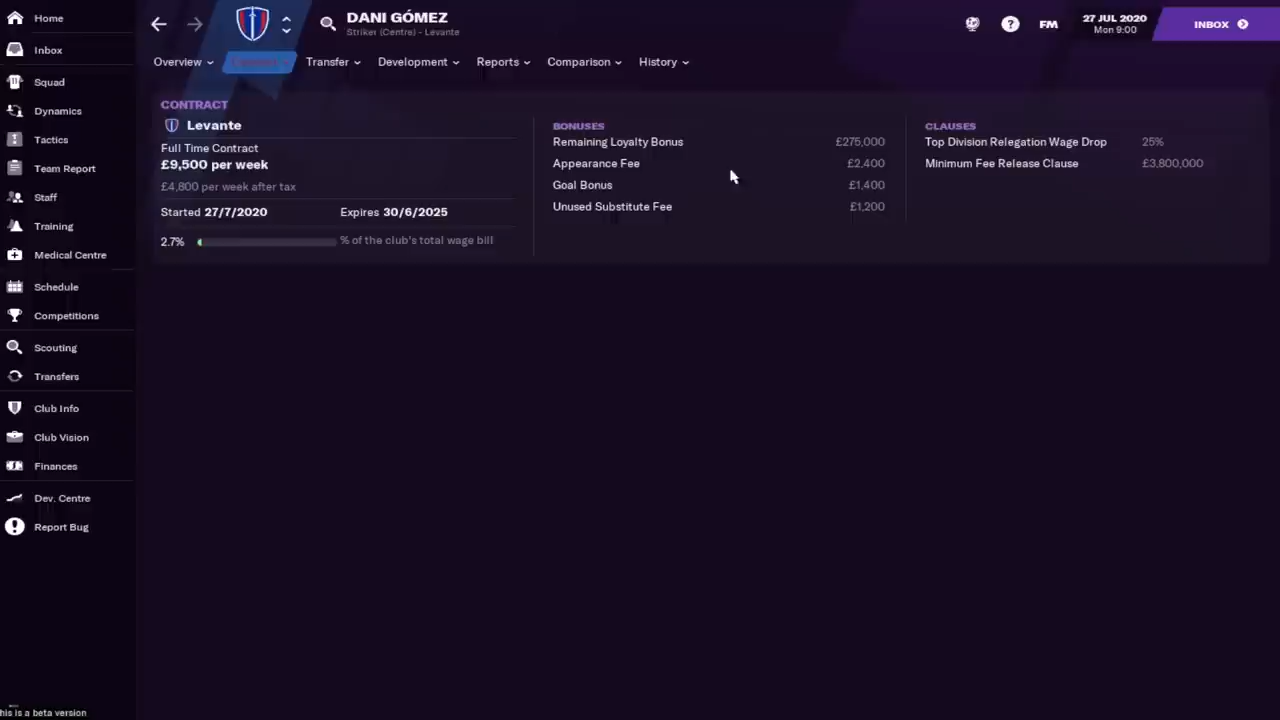 Home
Inbox
Squad
Dynamics
Tactics
Team Report
Staff
Training
Medical Centre
Schedule
Competitions
Scouting
Transfers
Club Info
Club Vision
Finances
Dev. Centre
Report Bug
his is a beta version
DANI GÓMEZ
Striker (Centre) - Levante
FM
27 JUL 2020
Mon 9:00
INBOX
Overview
Transfer
Development
Reports
Comparison
History
CONTRACT
Levante
Full Time Contract
£9,500 per week
£4,800 per week after tax
Started 27/7/2020 Expires 30/6/2025
2.7% % of the club's total wage bill
BONUSES
Remaining Loyalty Bonus £275,000
Appearance Fee £2,400
Goal Bonus £1,400
Unused Substitute Fee £1,200
CLAUSES
Top Division Relegation Wage Drop 25%
Minimum Fee Release Clause £3,800,000